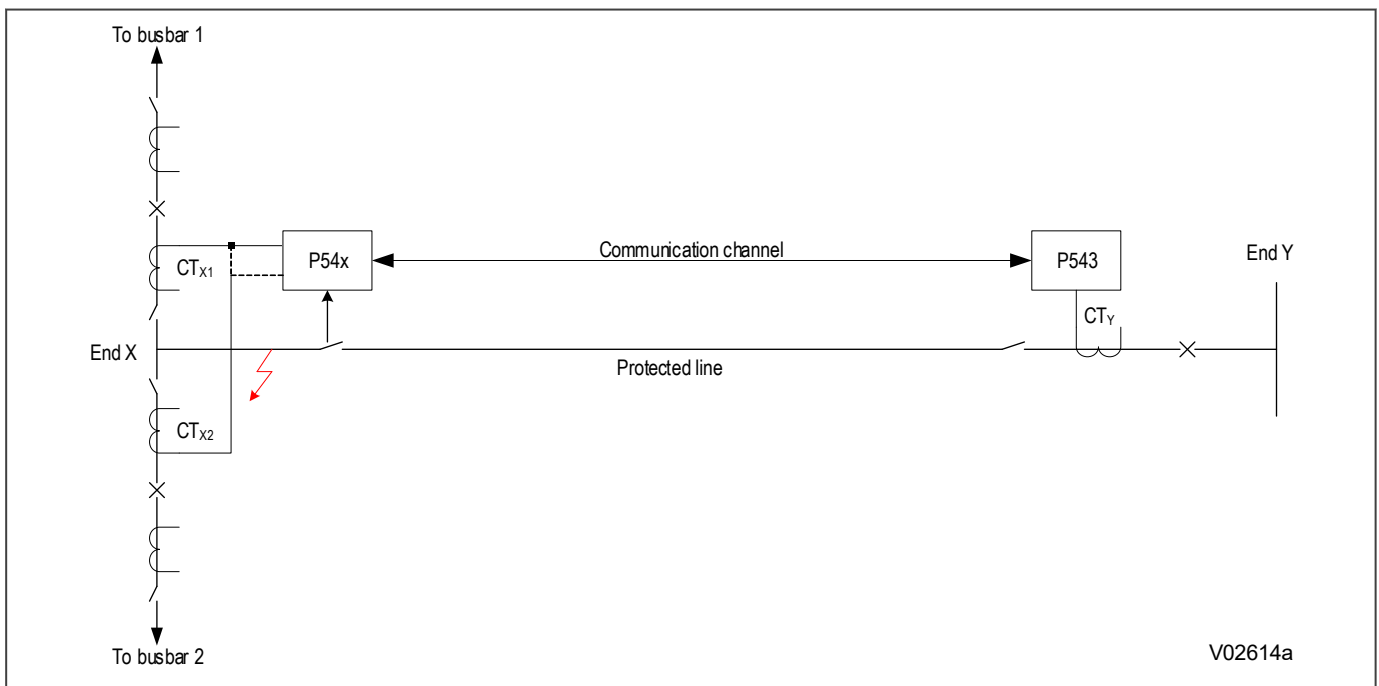 To busbar 1
CTX1
P54x
Communication channel
P543
End Y
CTY
End X
Protected line
CTX2
To busbar 2
V02614a